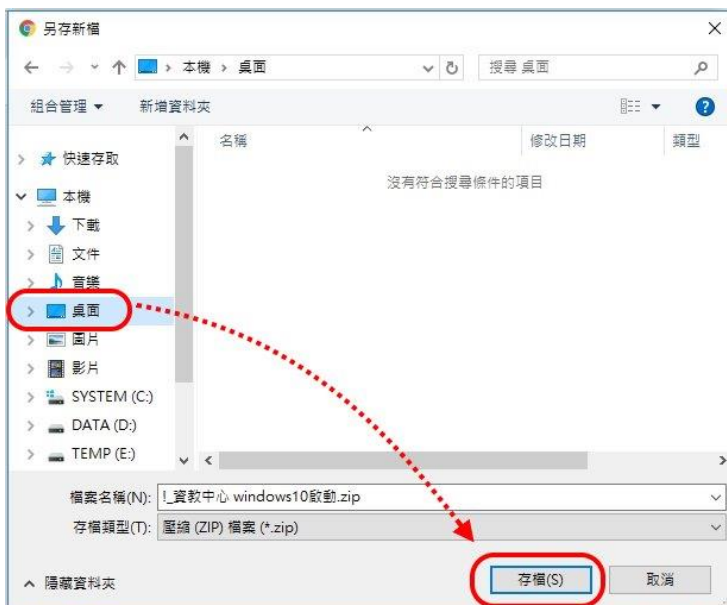 另存新檔
本機 › 桌面
搜尋 桌面
組合管理
新增資料夾
名稱
修改日期
類型
沒有符合搜尋條件的項目
快速存取
本機
下載
文件
音樂
桌面
圖片
影片
SYSTEM (C:)
DATA (D:)
TEMP (E:)
檔案名稱(N): !_資教中心 windows10啟動.zip
存檔類型(T): 壓縮 (ZIP) 檔案 (*.zip)
隱藏資料夾
存檔(S)
取消